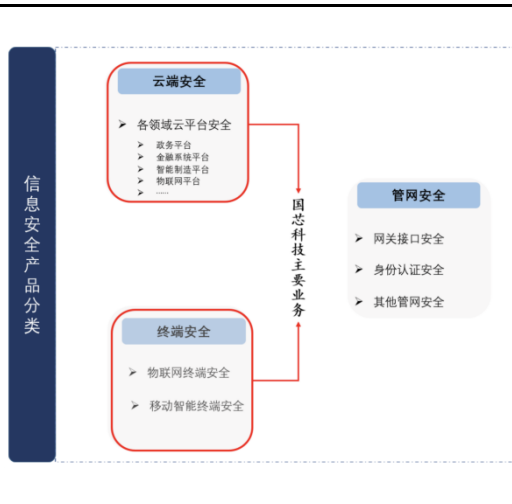 信息安全产品分类
云端安全
➢ 各领域云平台安全
➢ 政务平台
➢ 金融系统平台
➢ 智能制造平台
➢ 物联网平台
➢ ……
国芯科技主要业务
管网安全
➢ 网关接口安全
➢ 身份认证安全
➢ 其他管网安全
终端安全
➢ 物联网终端安全
➢ 移动智能终端安全